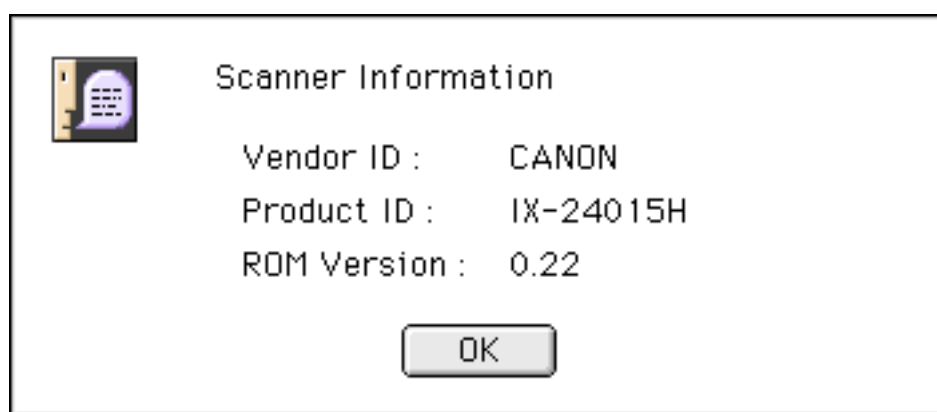 Scanner Information
Vendor ID : CANON
Product ID : IX-24015H
ROM Version : 0.22
OK